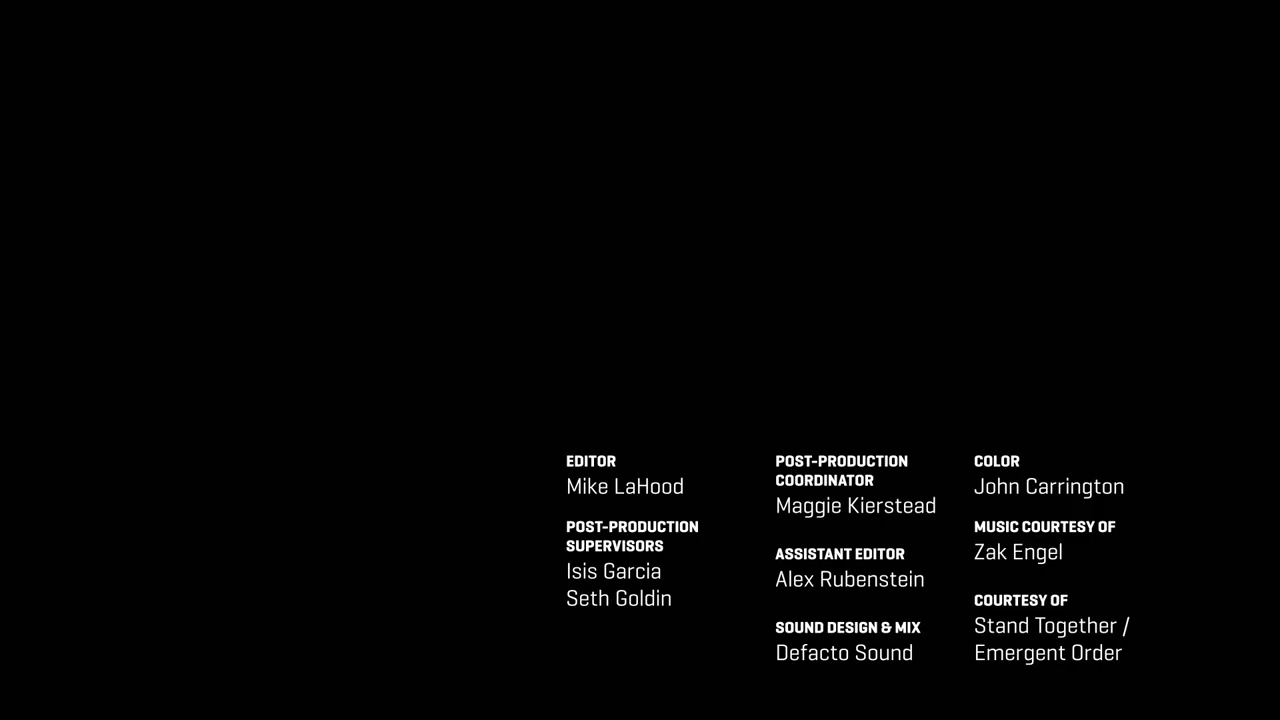 EDITOR
Mike LaHood
POST-PRODUCTION
SUPERVISORS
Isis Garcia
Seth Goldin
POST-PRODUCTION
COORDINATOR
Maggie Kierstead
ASSISTANT EDITOR
Alex Rubenstein
SOUND DESIGN & MIX
Defacto Sound
COLOR
John Carrington
MUSIC COURTESY OF
Zak Engel
COURTESY OF
Stand Together /
Emergent Order